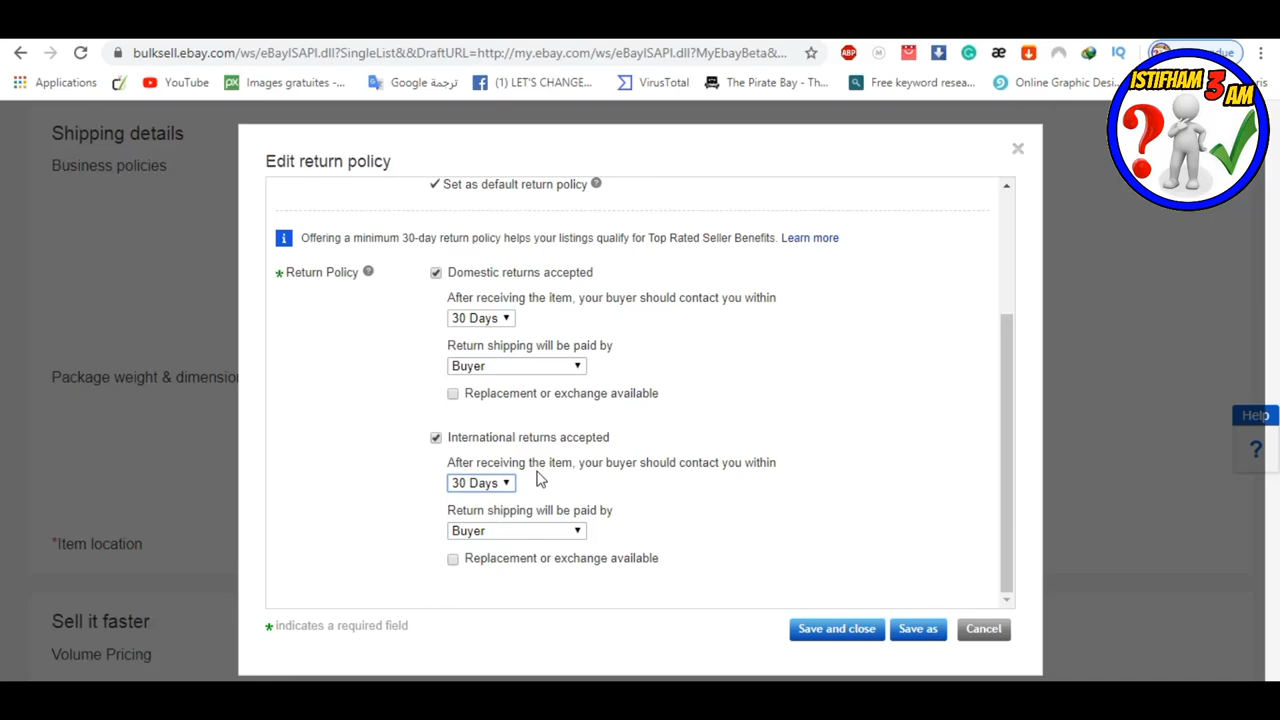 bulksell.ebay.com/ws/eBayISAPI.dll?SingleList&&DraftURL=http://my.ebay.com/ws/eBayISAPI.dll?MyEbayBeta&...
ABP
M
G
æ
IQ
Applications
YouTube
px
Images gratuites -...
Google ترجمة
(1) LET'S CHANGE...
VirusTotal
The Pirate Bay - Th...
Free keyword resea...
Online Graphic Desi...
ISTIFHAM 3 AM
?
Shipping details
Business policies
Package weight & dimension
*Item location
Sell it faster
Volume Pricing
Edit return policy
×
✓ Set as default return policy ?
i Offering a minimum 30-day return policy helps your listings qualify for Top Rated Seller Benefits. Learn more
* Return Policy ?
Domestic returns accepted
After receiving the item, your buyer should contact you within
30 Days
Return shipping will be paid by
Buyer
Replacement or exchange available
International returns accepted
After receiving the item, your buyer should contact you within
30 Days
Return shipping will be paid by
Buyer
Replacement or exchange available
* indicates a required field
Save and close
Save as
Cancel
Help
?